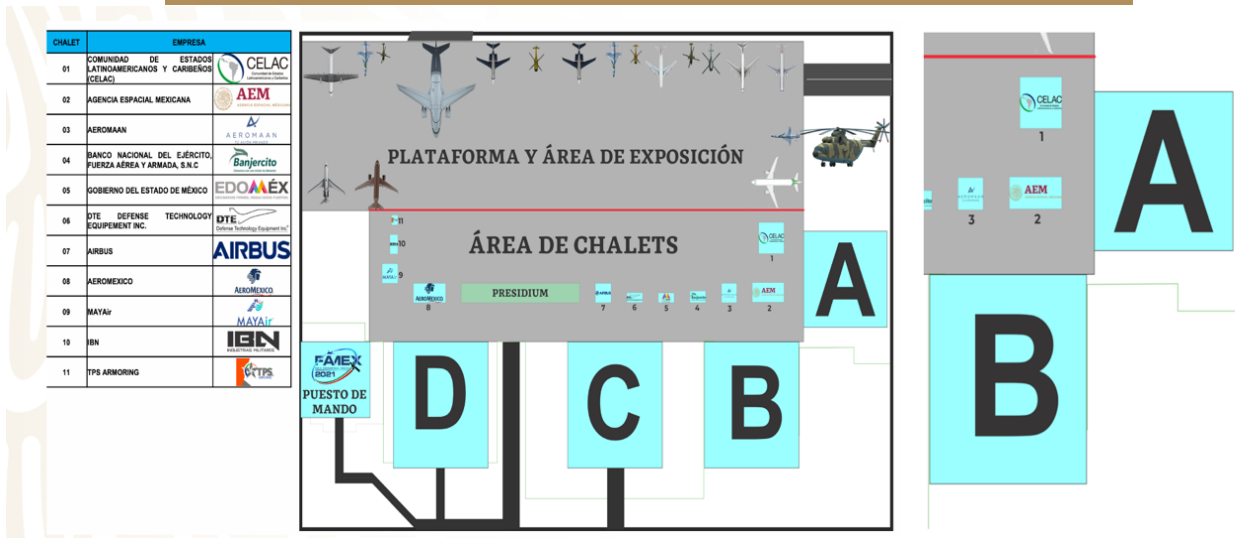 CHALET EMPRESA
01 COMUNIDAD DE ESTADOS
LATINOAMERICANOS Y CARIBEÑOS
(CELAC)
CELAC
02 AGENCIA ESPACIAL MEXICANA
AEM
03 AEROMAAN
AEROMAAN
04 BANCO NACIONAL DEL EJÉRCITO,
FUERZA AÉREA Y ARMADA, S.N.C
Banjercito
05 GOBIERNO DEL ESTADO DE MÉXICO
EDOMÉX
06 DTE DEFENSE TECHNOLOGY
EQUIPEMENT INC.
DTE
Defense Technology Equipment Inc.
07 AIRBUS
AIRBUS
08 AEROMEXICO
AEROMEXICO
09 MAYAir
MAYAir
10 IBN
IBN
INDUSTRIAS MILITARES
11 TPS ARMORING
TPS
PLATAFORMA Y ÁREA DE EXPOSICIÓN
ÁREA DE CHALETS
11
10
9
CELAC
1
AEROMEXICO
8
PRESIDIUM
7
6
5
4
3
AEM
2
A
FÁMEX
2021
PUESTO DE
MANDO
D
C
B
CELAC
1
3
AEM
2
A
B